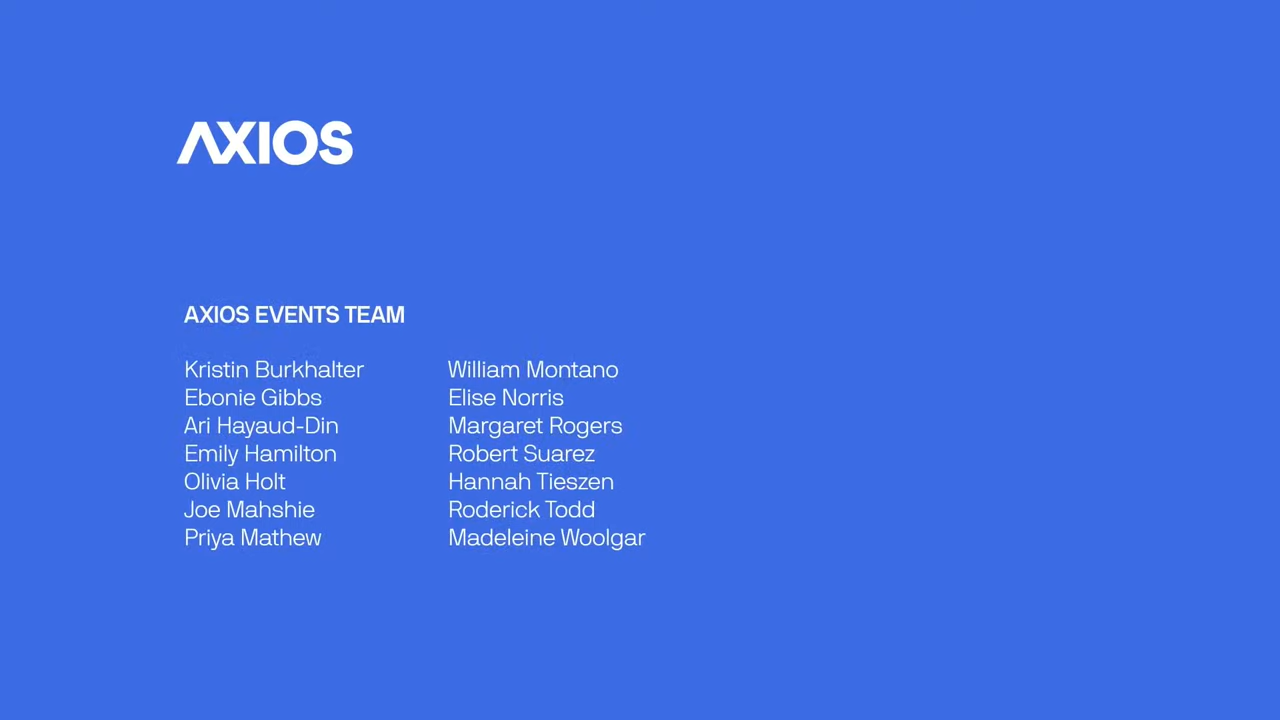 AXIOS
AXIOS EVENTS TEAM
Kristin Burkhalter
Ebonie Gibbs
Ari Hayaud-Din
Emily Hamilton
Olivia Holt
Joe Mahshie
Priya Mathew
William Montano
Elise Norris
Margaret Rogers
Robert Suarez
Hannah Tieszen
Roderick Todd
Madeleine Woolgar